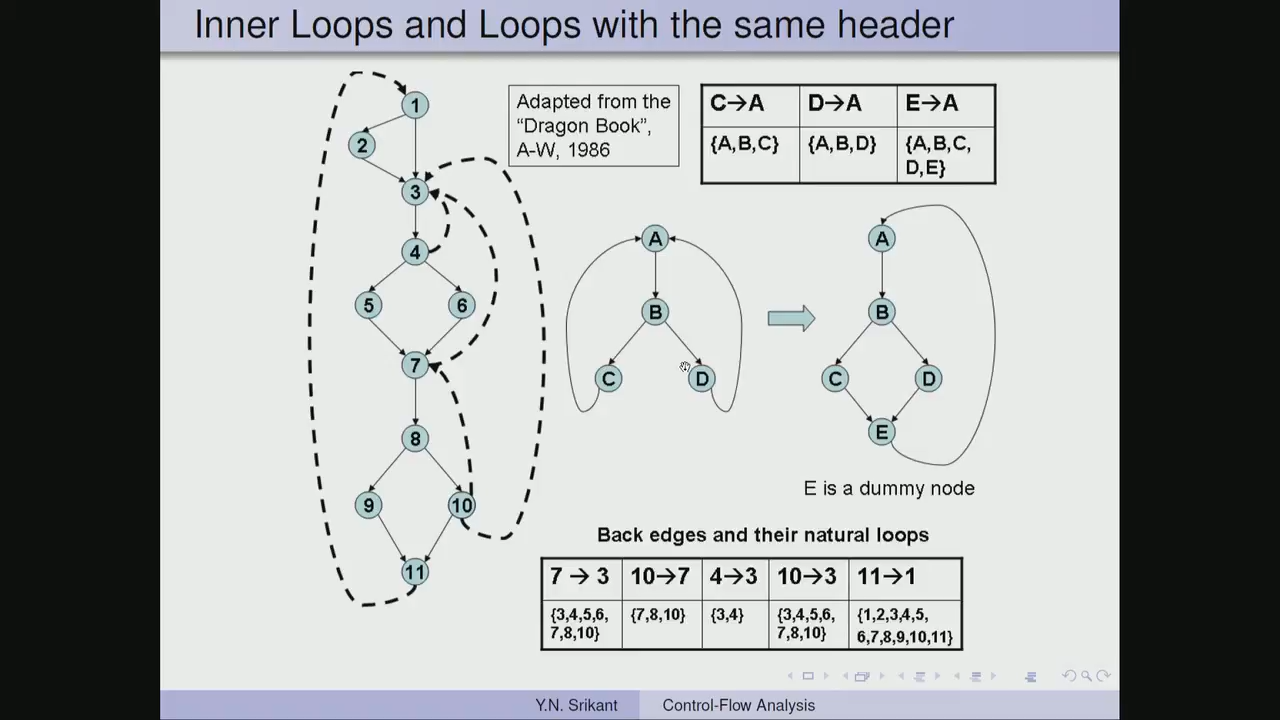 Inner Loops and Loops with the same header
1
2
3
4
5
6
7
8
9
10
11
Adapted from the
“Dragon Book”,
A-W, 1986
C→A D→A E→A
{A,B,C} {A,B,D} {A,B,C,
D,E}
A
B
C
D
A
B
C
D
E
E is a dummy node
Back edges and their natural loops
7 → 3 10→7 4→3 10→3 11→1
{3,4,5,6, {7,8,10} {3,4} {3,4,5,6, {1,2,3,4,5,
7,8,10} 7,8,10} 6,7,8,9,10,11}
Y.N. Srikant Control-Flow Analysis